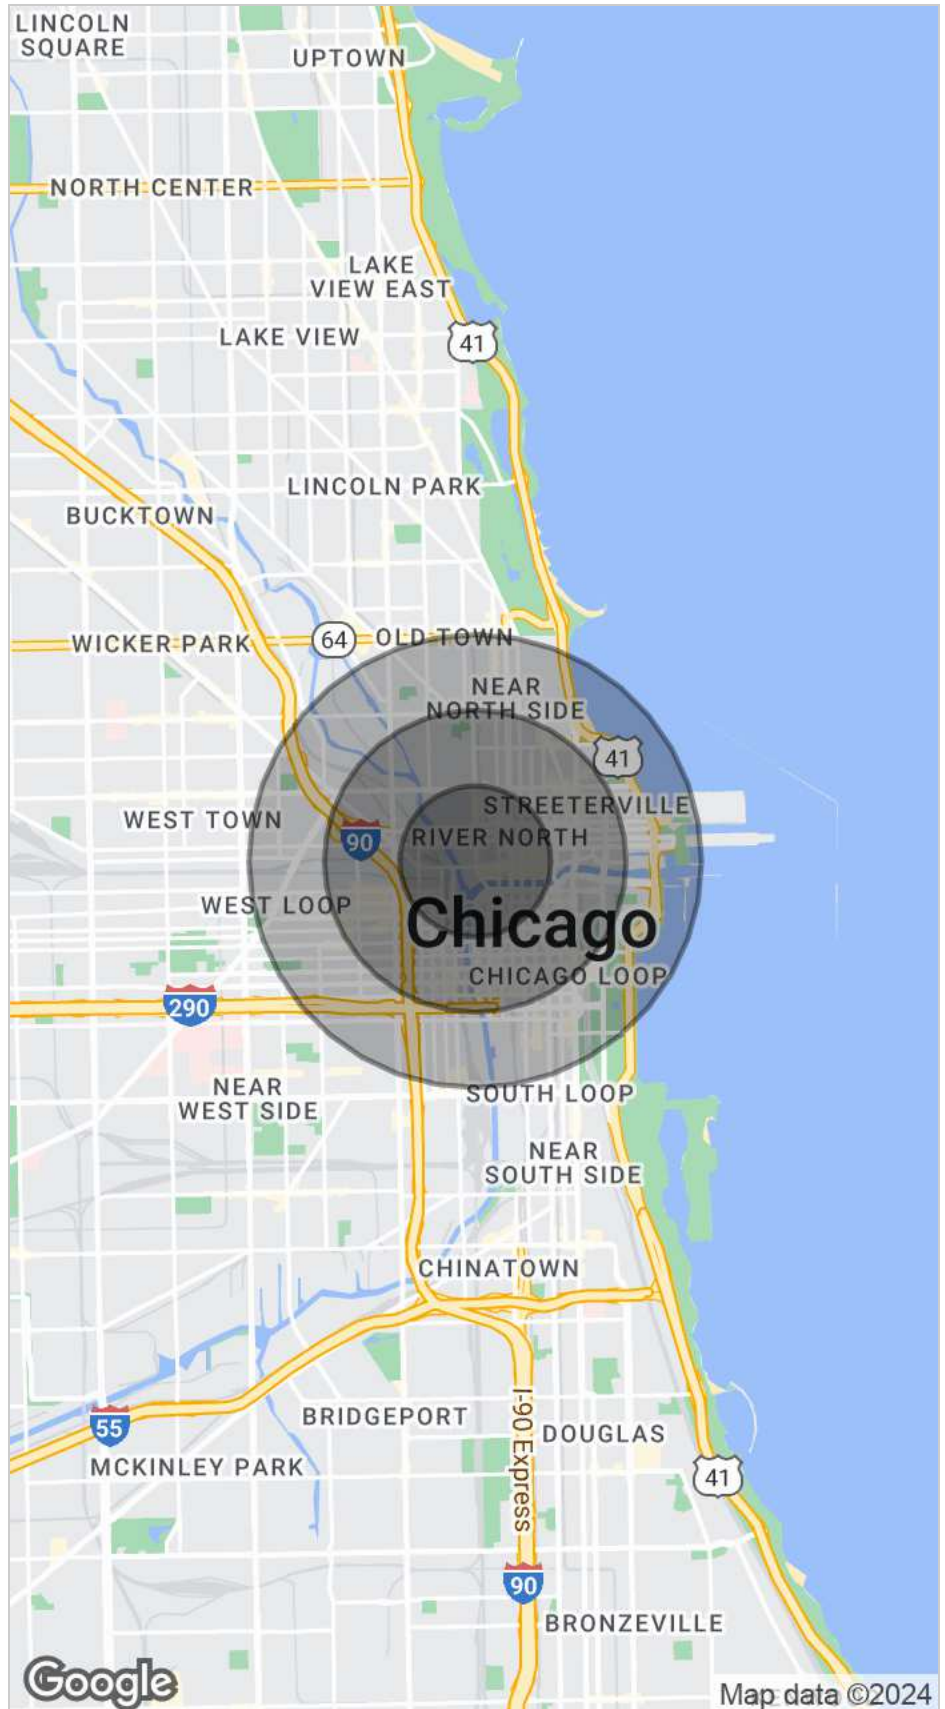 LINCOLN
SQUARE
UPTOWN
NORTH CENTER
LAKE
VIEW EAST
LAKE VIEW
41
LINCOLN PARK
BUCKTOWN
WICKER PARK
64
OLD TOWN
NEAR
NORTH SIDE
41
STREETERVILLE
WEST TOWN
90
RIVER NORTH
WEST LOOP
Chicago
CHICAGO LOOP
290
NEAR
WEST SIDE
SOUTH LOOP
NEAR
SOUTH SIDE
CHINATOWN
I-90 Express
55
BRIDGEPORT
DOUGLAS
MCKINLEY PARK
41
90
BRONZEVILLE
Google
Map data ©2024